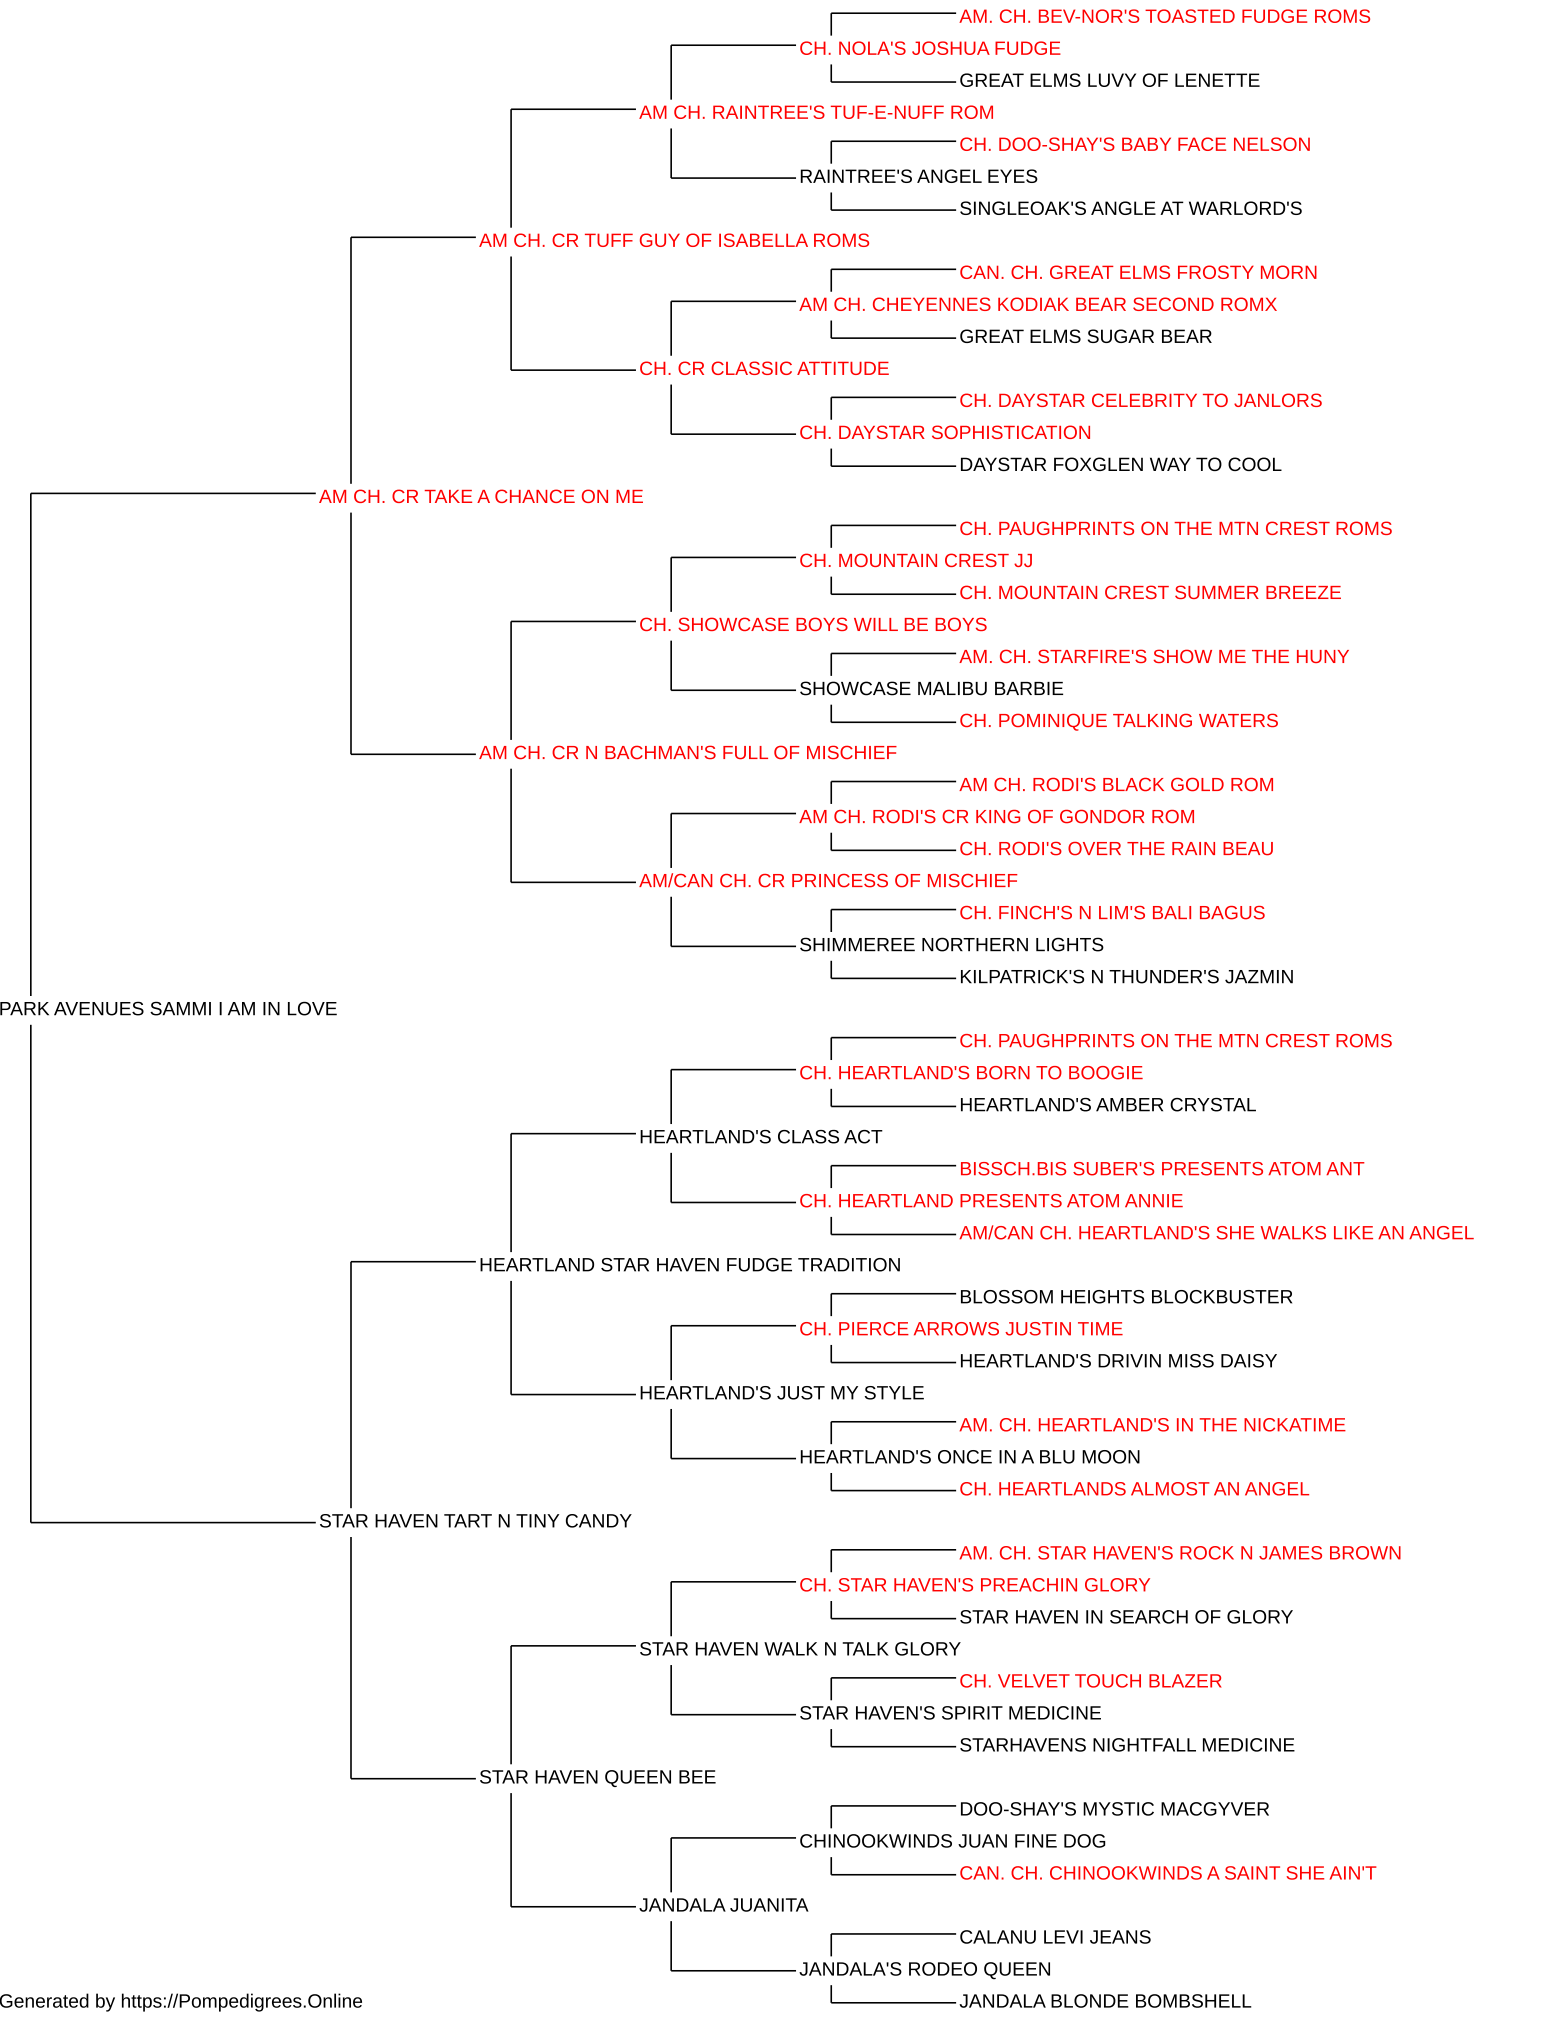 AM. CH. BEV-NOR'S TOASTED FUDGE ROMS
CH. NOLA'S JOSHUA FUDGE
GREAT ELMS LUVY OF LENETTE
AM CH. RAINTREE'S TUF-E-NUFF ROM
CH. DOO-SHAY'S BABY FACE NELSON
RAINTREE'S ANGEL EYES
SINGLEOAK'S ANGLE AT WARLORD'S
AM CH. CR TUFF GUY OF ISABELLA ROMS
CAN. CH. GREAT ELMS FROSTY MORN
AM CH. CHEYENNES KODIAK BEAR SECOND ROMX
GREAT ELMS SUGAR BEAR
CH. CR CLASSIC ATTITUDE
CH. DAYSTAR CELEBRITY TO JANLORS
CH. DAYSTAR SOPHISTICATION
DAYSTAR FOXGLEN WAY TO COOL
AM CH. CR TAKE A CHANCE ON ME
CH. PAUGHPRINTS ON THE MTN CREST ROMS
CH. MOUNTAIN CREST JJ
CH. MOUNTAIN CREST SUMMER BREEZE
CH. SHOWCASE BOYS WILL BE BOYS
AM. CH. STARFIRE'S SHOW ME THE HUNY
SHOWCASE MALIBU BARBIE
CH. POMINIQUE TALKING WATERS
AM CH. CR N BACHMAN'S FULL OF MISCHIEF
AM CH. RODI'S BLACK GOLD ROM
AM CH. RODI'S CR KING OF GONDOR ROM
CH. RODI'S OVER THE RAIN BEAU
AM/CAN CH. CR PRINCESS OF MISCHIEF
CH. FINCH'S N LIM'S BALI BAGUS
SHIMMEREE NORTHERN LIGHTS
KILPATRICK'S N THUNDER'S JAZMIN
PARK AVENUES SAMMI I AM IN LOVE
CH. PAUGHPRINTS ON THE MTN CREST ROMS
CH. HEARTLAND'S BORN TO BOOGIE
HEARTLAND'S AMBER CRYSTAL
HEARTLAND'S CLASS ACT
BISSCH.BIS SUBER'S PRESENTS ATOM ANT
CH. HEARTLAND PRESENTS ATOM ANNIE
AM/CAN CH. HEARTLAND'S SHE WALKS LIKE AN ANGEL
HEARTLAND STAR HAVEN FUDGE TRADITION
BLOSSOM HEIGHTS BLOCKBUSTER
CH. PIERCE ARROWS JUSTIN TIME
HEARTLAND'S DRIVIN MISS DAISY
HEARTLAND'S JUST MY STYLE
AM. CH. HEARTLAND'S IN THE NICKATIME
HEARTLAND'S ONCE IN A BLU MOON
CH. HEARTLANDS ALMOST AN ANGEL
STAR HAVEN TART N TINY CANDY
AM. CH. STAR HAVEN'S ROCK N JAMES BROWN
CH. STAR HAVEN'S PREACHIN GLORY
STAR HAVEN IN SEARCH OF GLORY
STAR HAVEN WALK N TALK GLORY
CH. VELVET TOUCH BLAZER
STAR HAVEN'S SPIRIT MEDICINE
STARHAVENS NIGHTFALL MEDICINE
STAR HAVEN QUEEN BEE
DOO-SHAY'S MYSTIC MACGYVER
CHINOOKWINDS JUAN FINE DOG
CAN. CH. CHINOOKWINDS A SAINT SHE AIN'T
JANDALA JUANITA
CALANU LEVI JEANS
JANDALA'S RODEO QUEEN
JANDALA BLONDE BOMBSHELL
Generated by https://Pompedigrees.Online